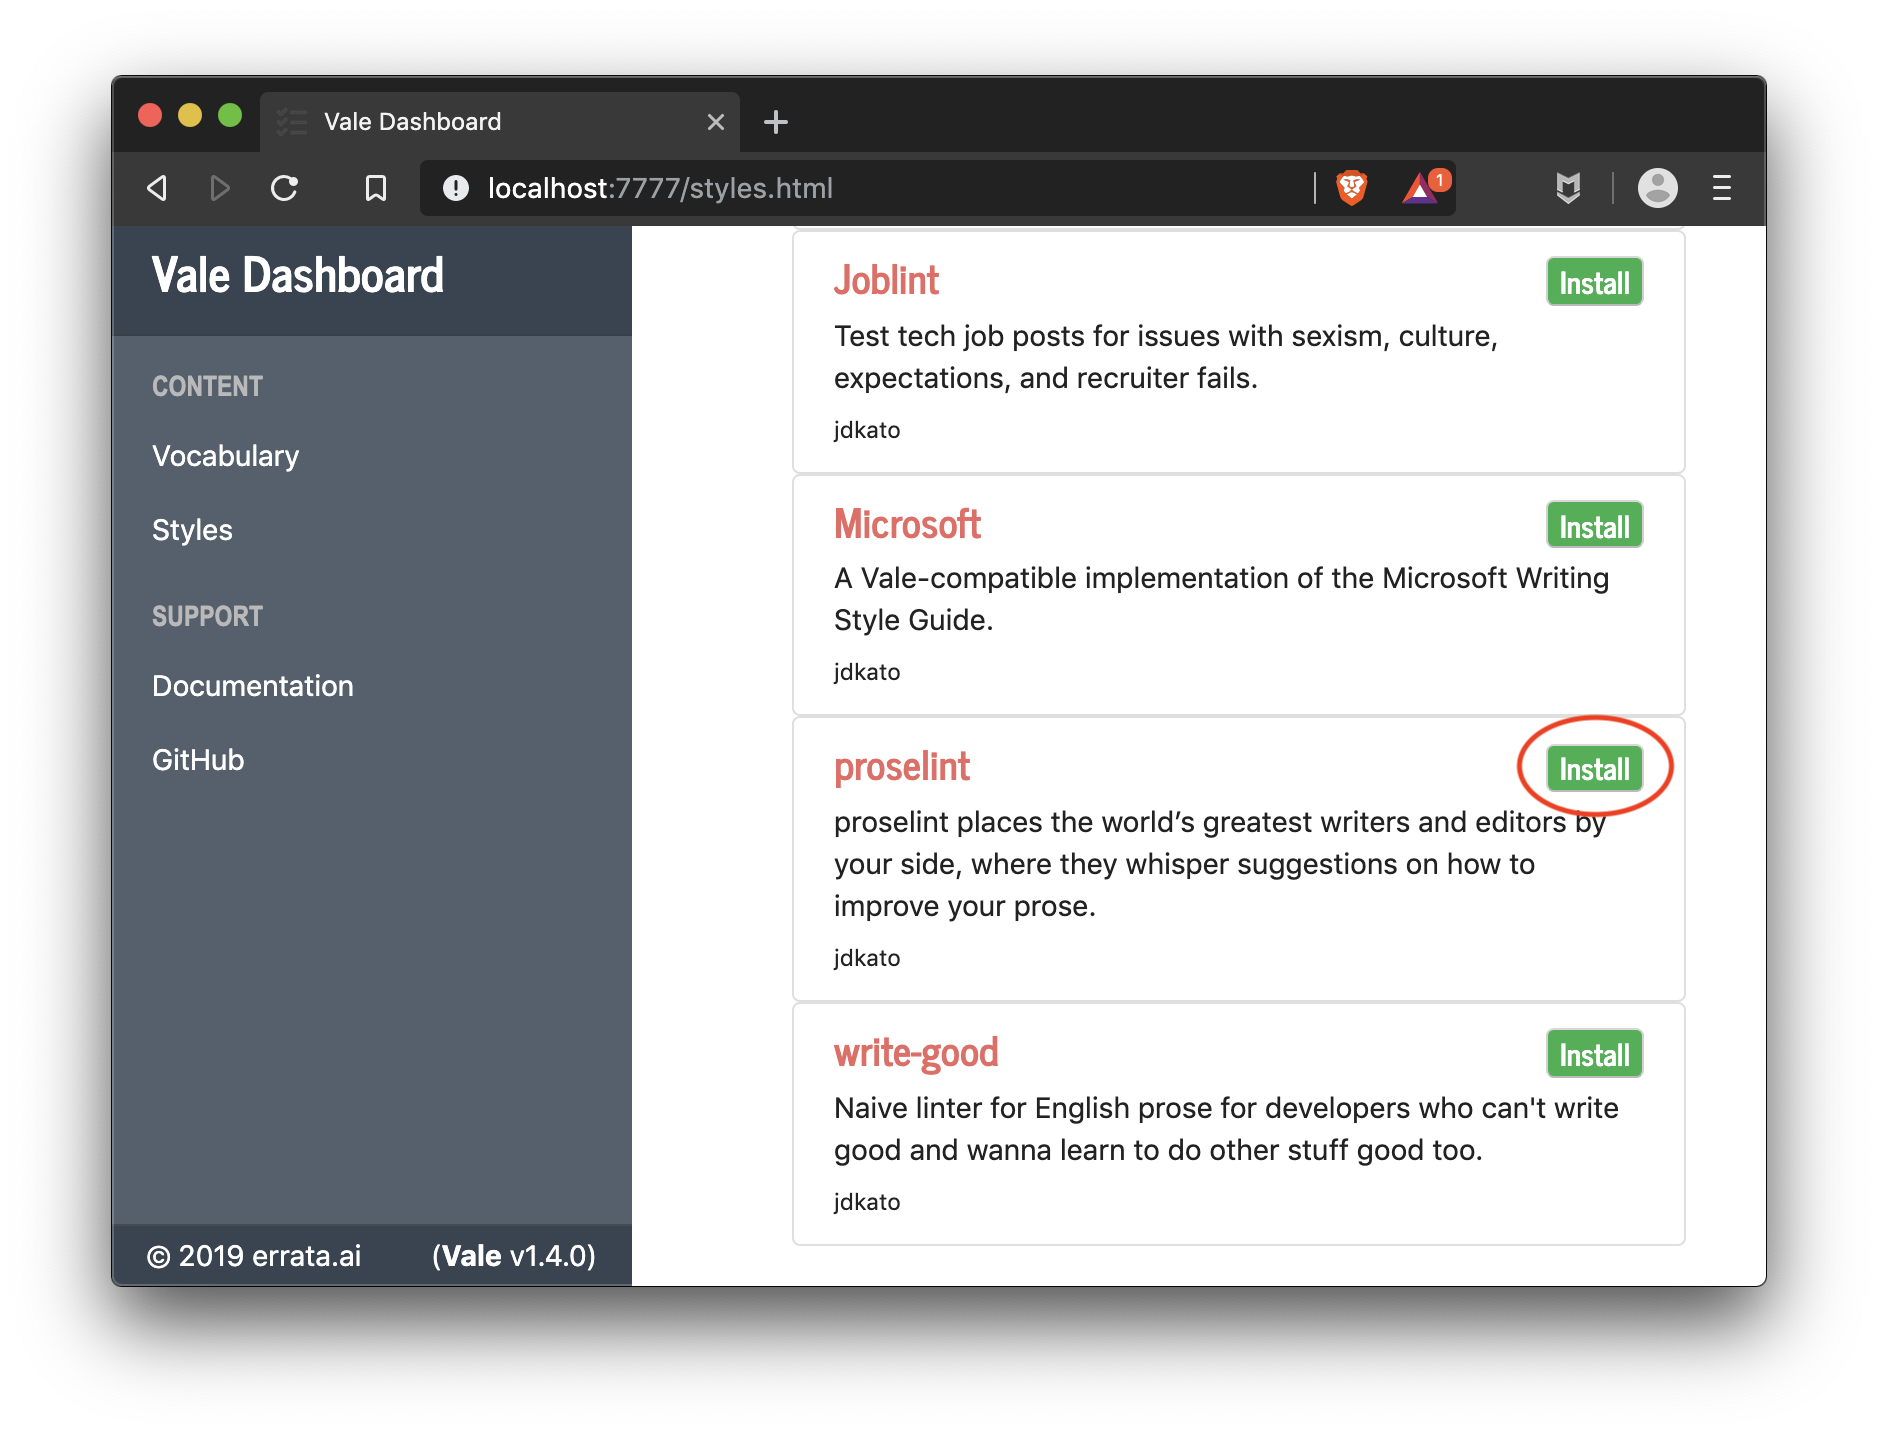 Vale Dashboard
localhost:7777/styles.html
1
Vale Dashboard
CONTENT
Vocabulary
Styles
SUPPORT
Documentation
GitHub
© 2019 errata.ai (Vale v1.4.0)
Joblint
Install
Test tech job posts for issues with sexism, culture,
expectations, and recruiter fails.
jdkato
Microsoft
Install
A Vale-compatible implementation of the Microsoft Writing
Style Guide.
jdkato
proselint
Install
proselint places the world’s greatest writers and editors by
your side, where they whisper suggestions on how to
improve your prose.
jdkato
write-good
Install
Naive linter for English prose for developers who can't write
good and wanna learn to do other stuff good too.
jdkato